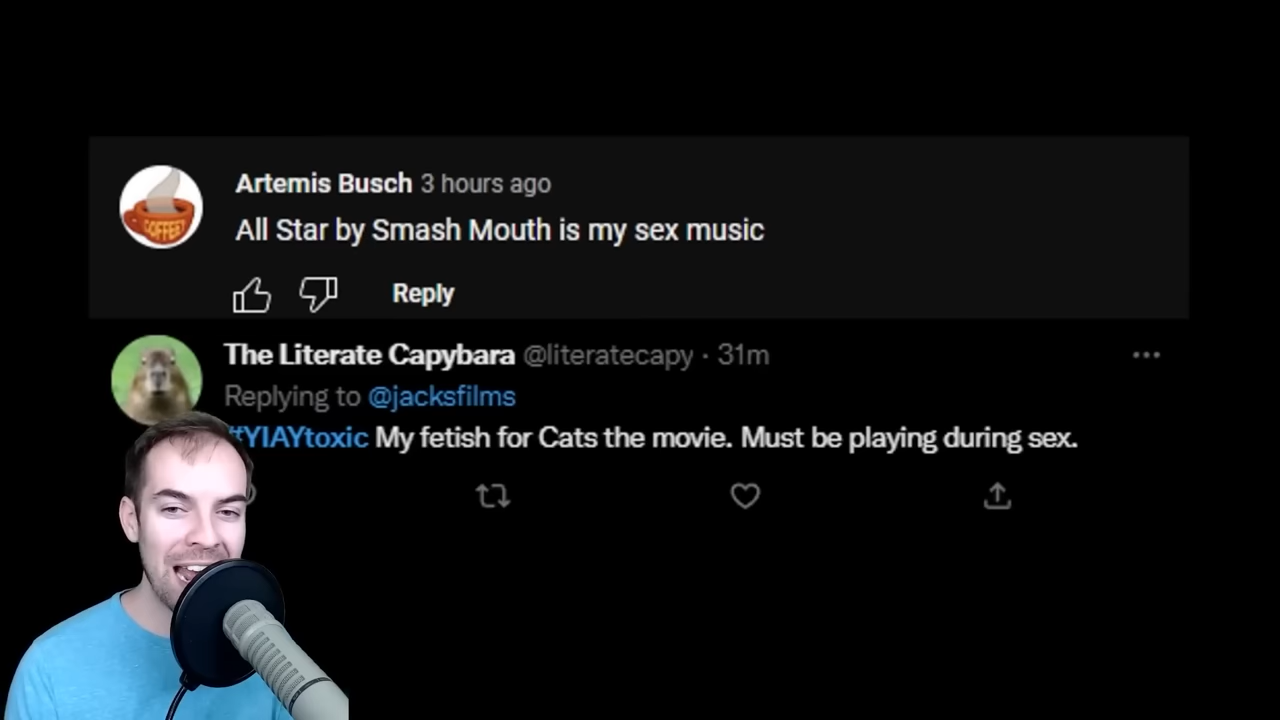 Artemis Busch 3 hours ago
All Star by Smash Mouth is my sex music
COFFEE
Reply
The Literate Capybara @literatecapy · 31m
Replying to @jacksfilms
#YIAYtoxic My fetish for Cats the movie. Must be playing during sex.